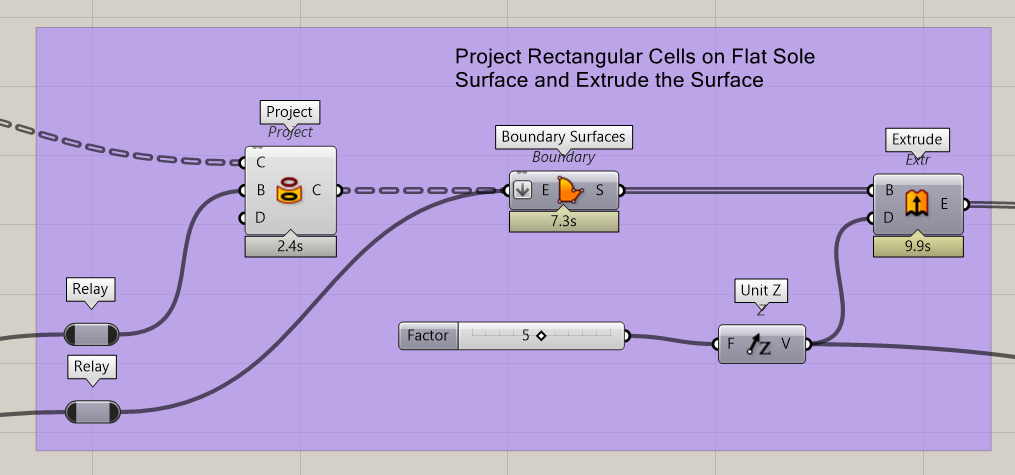 Project Rectangular Cells on Flat Sole
Surface and Extrude the Surface
Project
Project
C
B
D
C
2.4s
Boundary Surfaces
Boundary
E
S
7.3s
Extrude
Extr
B
D
E
9.9s
Relay
Relay
Factor
5
Unit Z
Z
F
Z
V